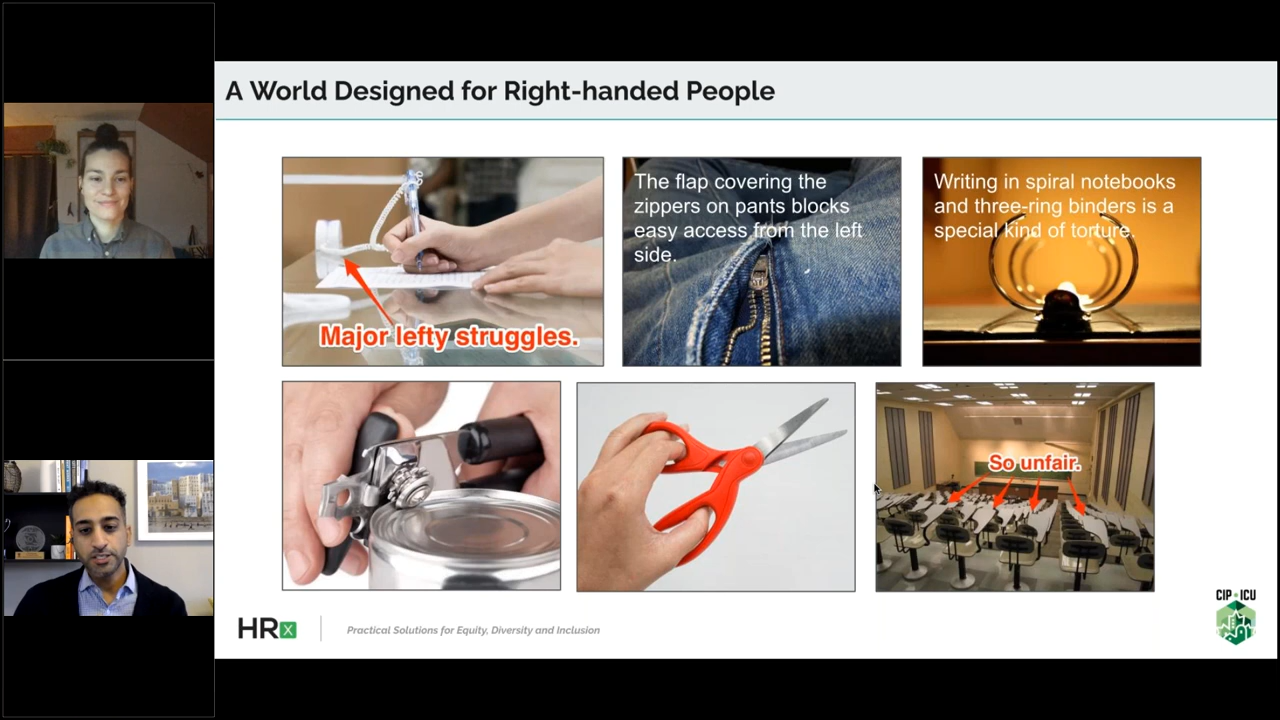 A World Designed for Right-handed People
Major lefty struggles.
The flap covering the
zippers on pants blocks
easy access from the left
side.
Writing in spiral notebooks
and three-ring binders is a
special kind of torture.
So unfair.
HRx
Practical Solutions for Equity, Diversity and Inclusion
CIP · ICU